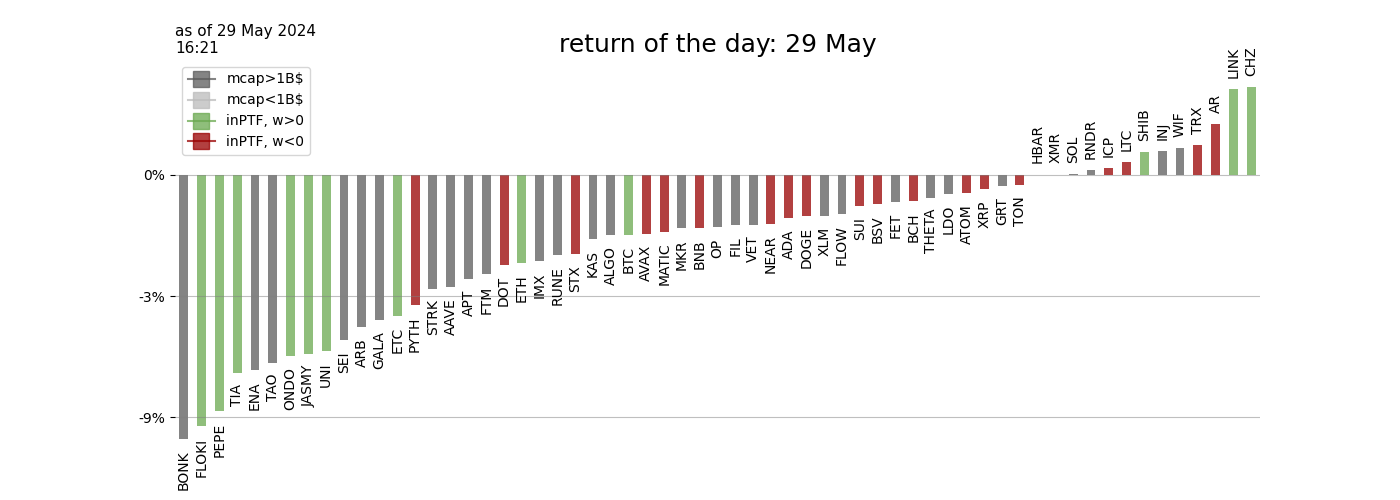 as of 29 May 2024
16:21
return of the day: 29 May
mcap>1B$
mcap<1B$
inPTF, w>0
inPTF, w<0
0%
-3%
-9%
BONK
FLOKI
PEPE
TIA
ENA
TAO
ONDO
JASMY
UNI
SEI
ARB
GALA
ETC
PYTH
STRK
AAVE
APT
FTM
DOT
ETH
IMX
RUNE
STX
KAS
ALGO
BTC
AVAX
MATIC
MKR
BNB
OP
FIL
VET
NEAR
ADA
DOGE
XLM
FLOW
SUI
BSV
FET
BCH
THETA
LDO
ATOM
XRP
GRT
TON
HBAR
XMR
SOL
RNDR
ICP
LTC
SHIB
INJ
WIF
TRX
AR
LINK
CHZ